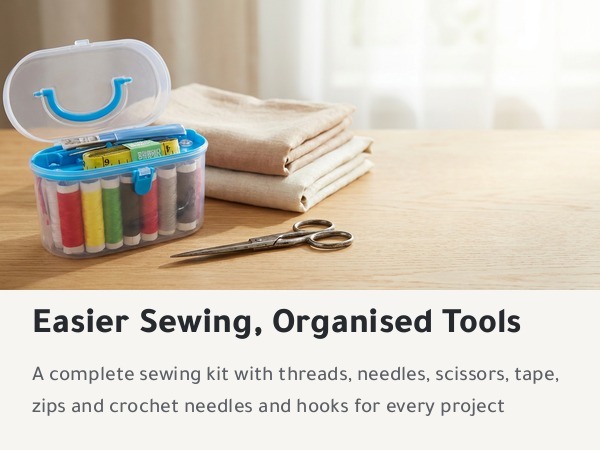 Easier Sewing, Organised Tools
A complete sewing kit with threads, needles, scissors, tape,
zips and crochet needles and hooks for every project